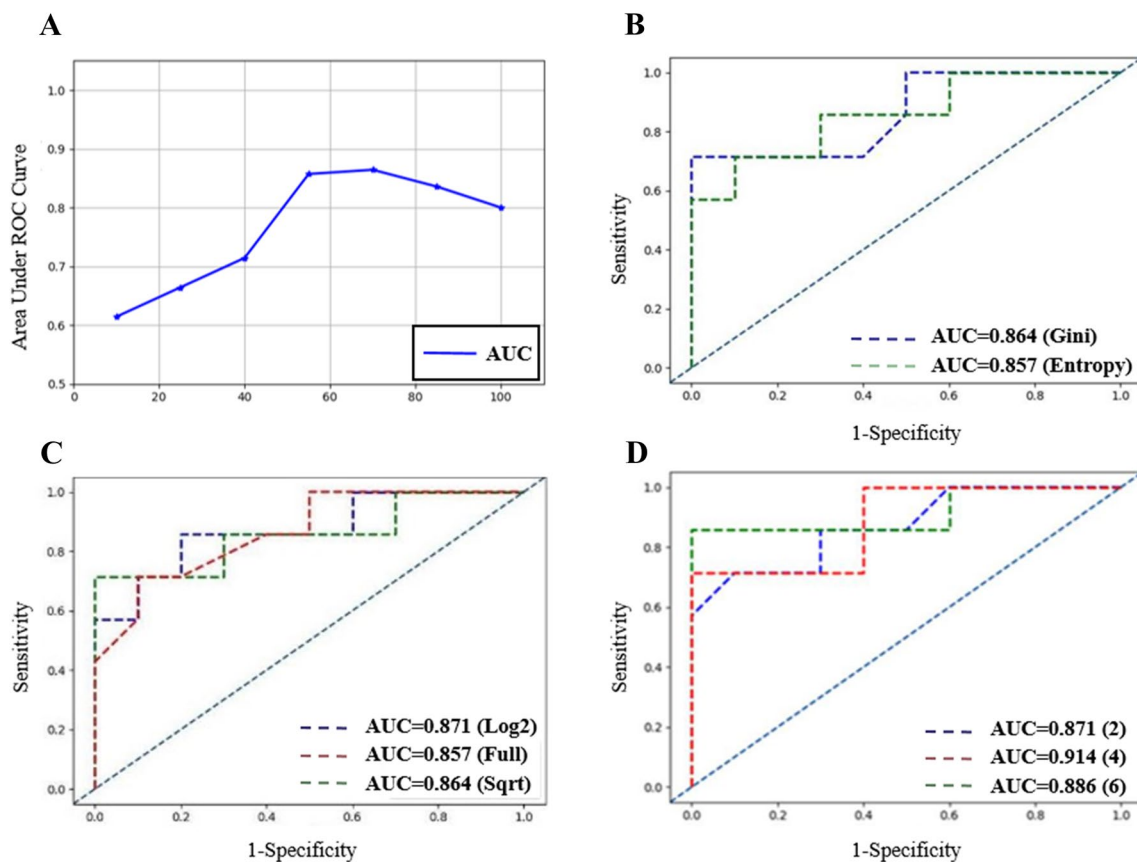 A
Area Under ROC Curve
1.0
0.9
0.8
0.7
0.6
0.5
0 20 40 60 80 100
AUC
B
Sensitivity
1.0
0.8
0.6
0.4
0.2
0.0
0.0 0.2 0.4 0.6 0.8 1.0
1-Specificity
AUC=0.864 (Gini)
AUC=0.857 (Entropy)
C
Sensitivity
1.0
0.8
0.6
0.4
0.2
0.0
0.0 0.2 0.4 0.6 0.8 1.0
1-Specificity
AUC=0.871 (Log2)
AUC=0.857 (Full)
AUC=0.864 (Sqrt)
D
Sensitivity
1.0
0.8
0.6
0.4
0.2
0.0
0.0 0.2 0.4 0.6 0.8 1.0
1-Specificity
AUC=0.871 (2)
AUC=0.914 (4)
AUC=0.886 (6)